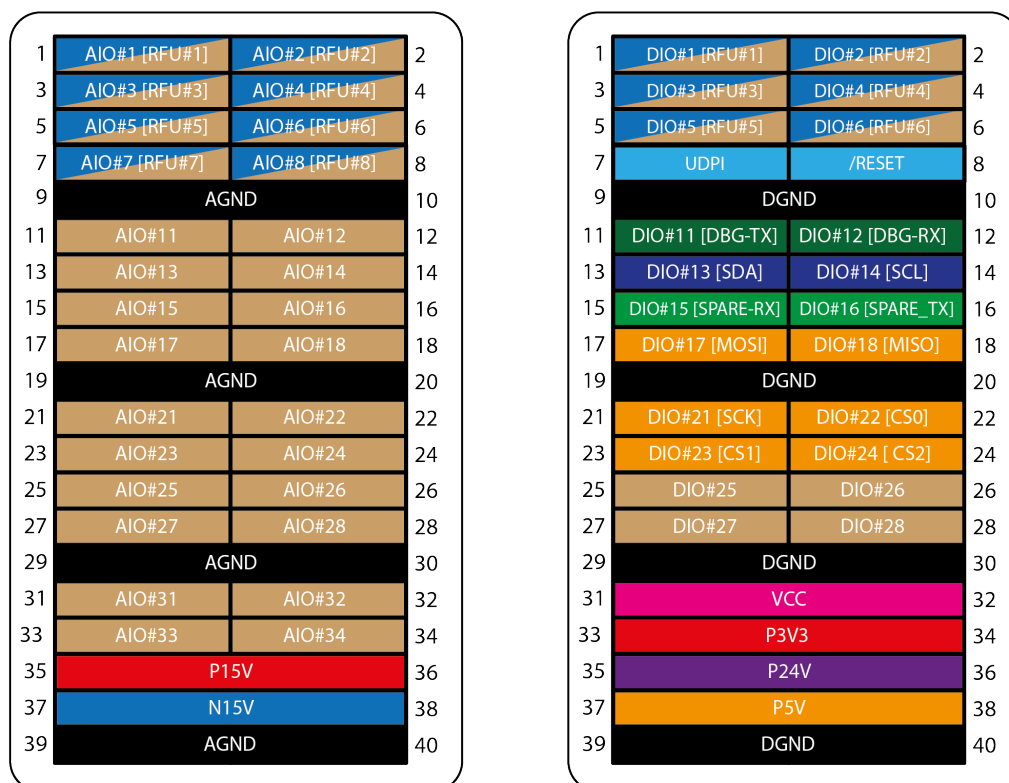 1 AIO#1 [RFU#1] AIO#2 [RFU#2] 2
3 AIO#3 [RFU#3] AIO#4 [RFU#4] 4
5 AIO#5 [RFU#5] AIO#6 [RFU#6] 6
7 AIO#7 [RFU#7] AIO#8 [RFU#8] 8
9 AGND 10
11 AIO#11 AIO#12 12
13 AIO#13 AIO#14 14
15 AIO#15 AIO#16 16
17 AIO#17 AIO#18 18
19 AGND 20
21 AIO#21 AIO#22 22
23 AIO#23 AIO#24 24
25 AIO#25 AIO#26 26
27 AIO#27 AIO#28 28
29 AGND 30
31 AIO#31 AIO#32 32
33 AIO#33 AIO#34 34
35 P15V 36
37 N15V 38
39 AGND 40
1 DIO#1 [RFU#1] DIO#2 [RFU#2] 2
3 DIO#3 [RFU#3] DIO#4 [RFU#4] 4
5 DIO#5 [RFU#5] DIO#6 [RFU#6] 6
7 UDPI /RESET 8
9 DGND 10
11 DIO#11 [DBG-TX] DIO#12 [DBG-RX] 12
13 DIO#13 [SDA] DIO#14 [SCL] 14
15 DIO#15 [SPARE-RX] DIO#16 [SPARE_TX] 16
17 DIO#17 [MOSI] DIO#18 [MISO] 18
19 DGND 20
21 DIO#21 [SCK] DIO#22 [CS0] 22
23 DIO#23 [CS1] DIO#24 [ CS2] 24
25 DIO#25 DIO#26 26
27 DIO#27 DIO#28 28
29 DGND 30
31 VCC 32
33 P3V3 34
35 P24V 36
37 P5V 38
39 DGND 40